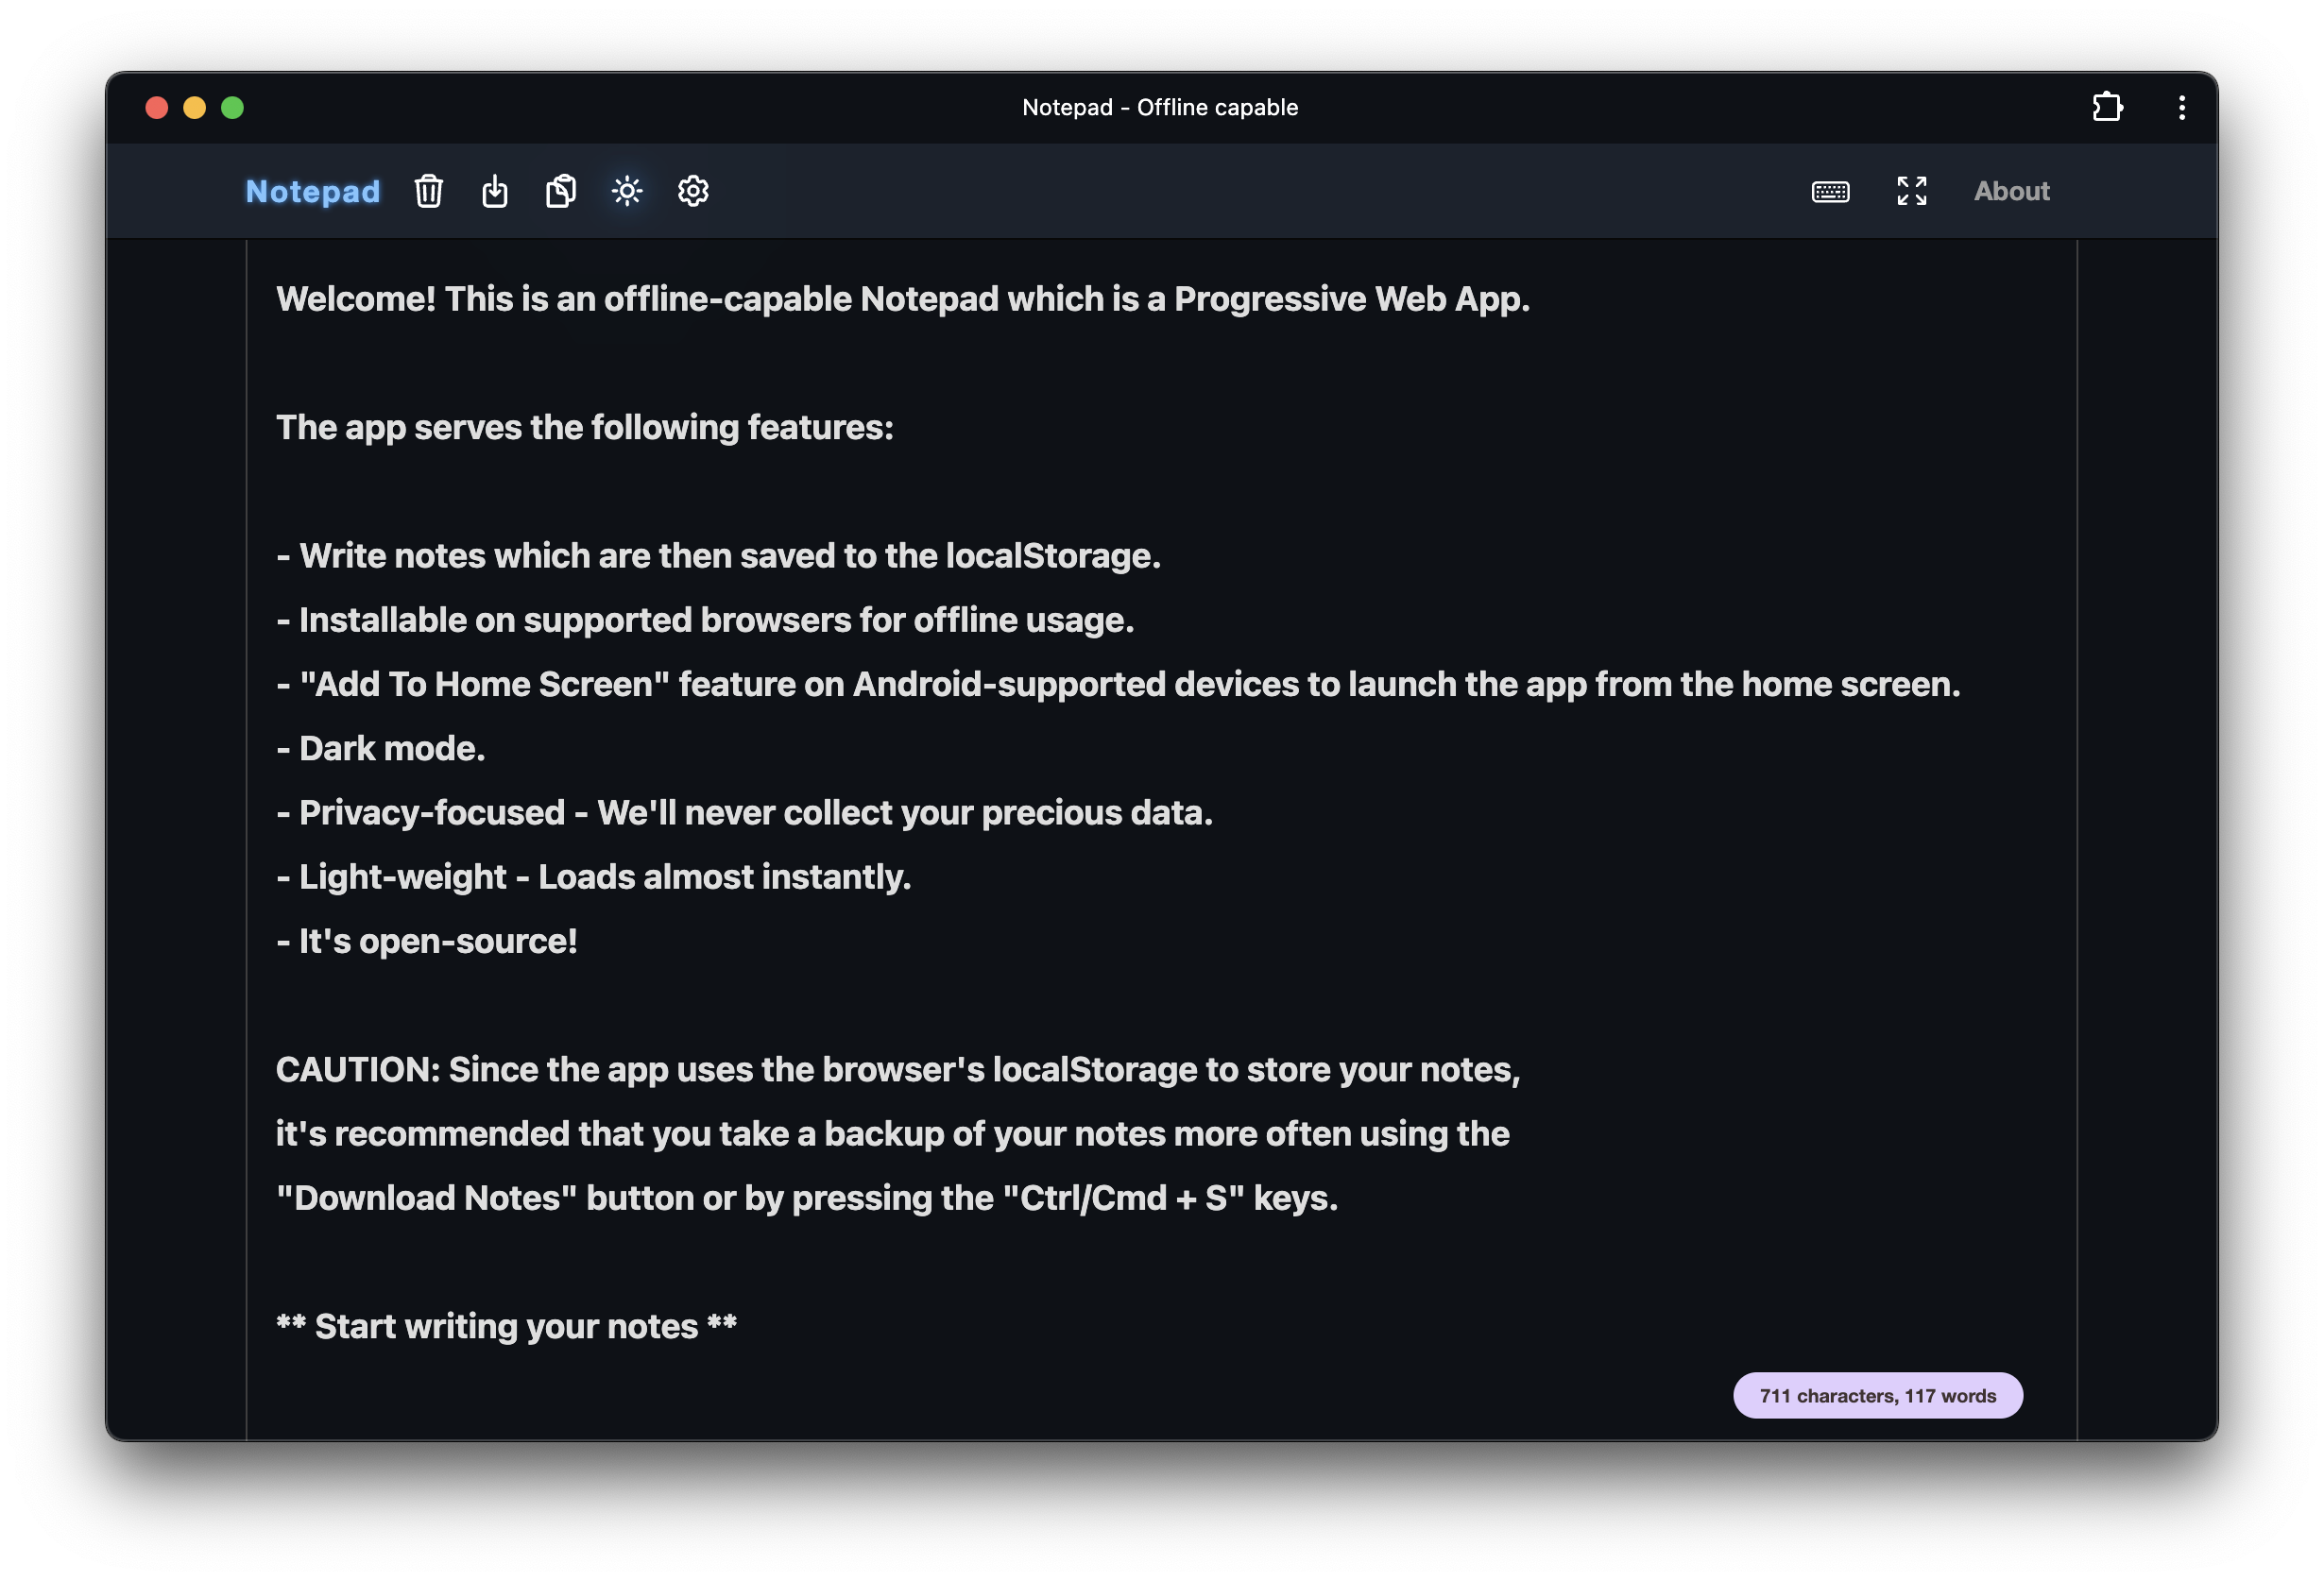 Notepad - Offline capable
Notepad
About
Welcome! This is an offline-capable Notepad which is a Progressive Web App.
The app serves the following features:
- Write notes which are then saved to the localStorage.
- Installable on supported browsers for offline usage.
- "Add To Home Screen" feature on Android-supported devices to launch the app from the home screen.
- Dark mode.
- Privacy-focused - We'll never collect your precious data.
- Light-weight - Loads almost instantly.
- It's open-source!
CAUTION: Since the app uses the browser's localStorage to store your notes,
it's recommended that you take a backup of your notes more often using the
"Download Notes" button or by pressing the "Ctrl/Cmd + S" keys.
** Start writing your notes **
711 characters, 117 words